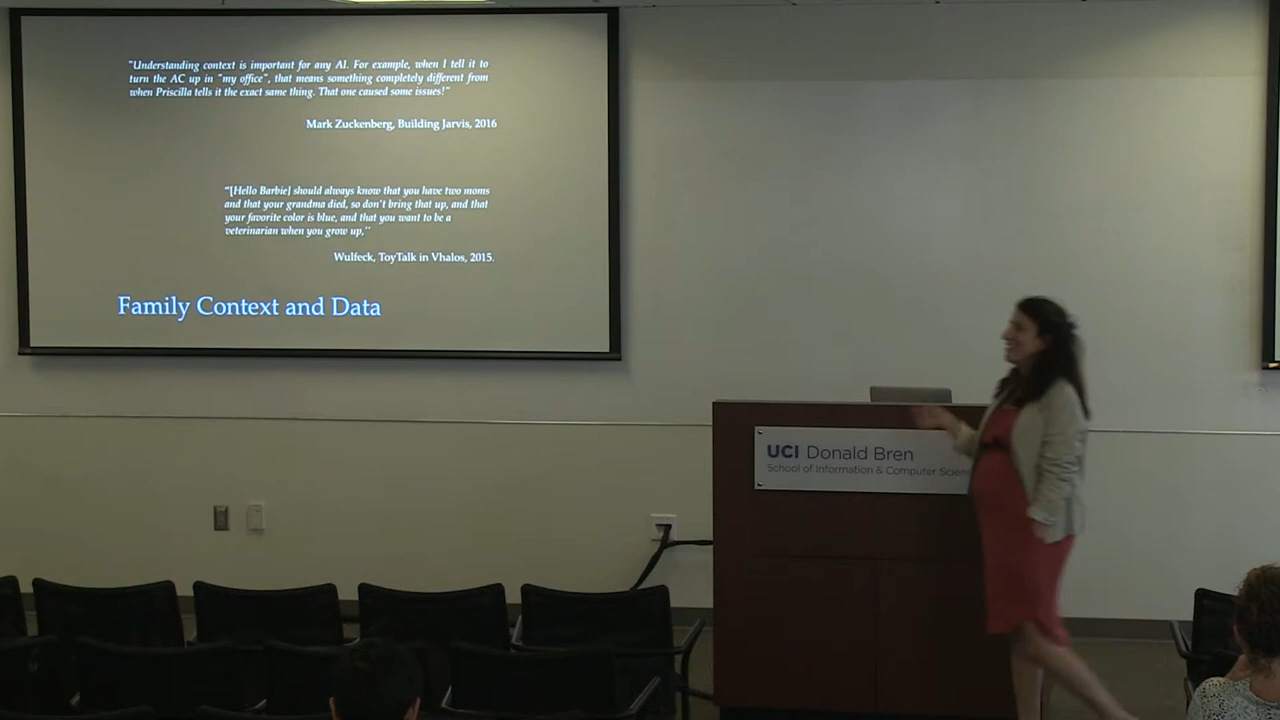 "Understanding context is important for any AI. For example, when I tell it to
turn the AC up in "my office", that means something completely different from
when Priscilla tells it the exact same thing. That one caused some issues!"
Mark Zuckenberg, Building Jarvis, 2016
"[Hello Barbie] should always know that you have two moms
and that your grandma died, so don't bring that up, and that
your favorite color is blue, and that you want to be a
veterinarian when you grow up,''
Wulfeck, ToyTalk in Vhalos, 2015.
Family Context and Data
UCI Donald Bren
School of Information & Computer Scien